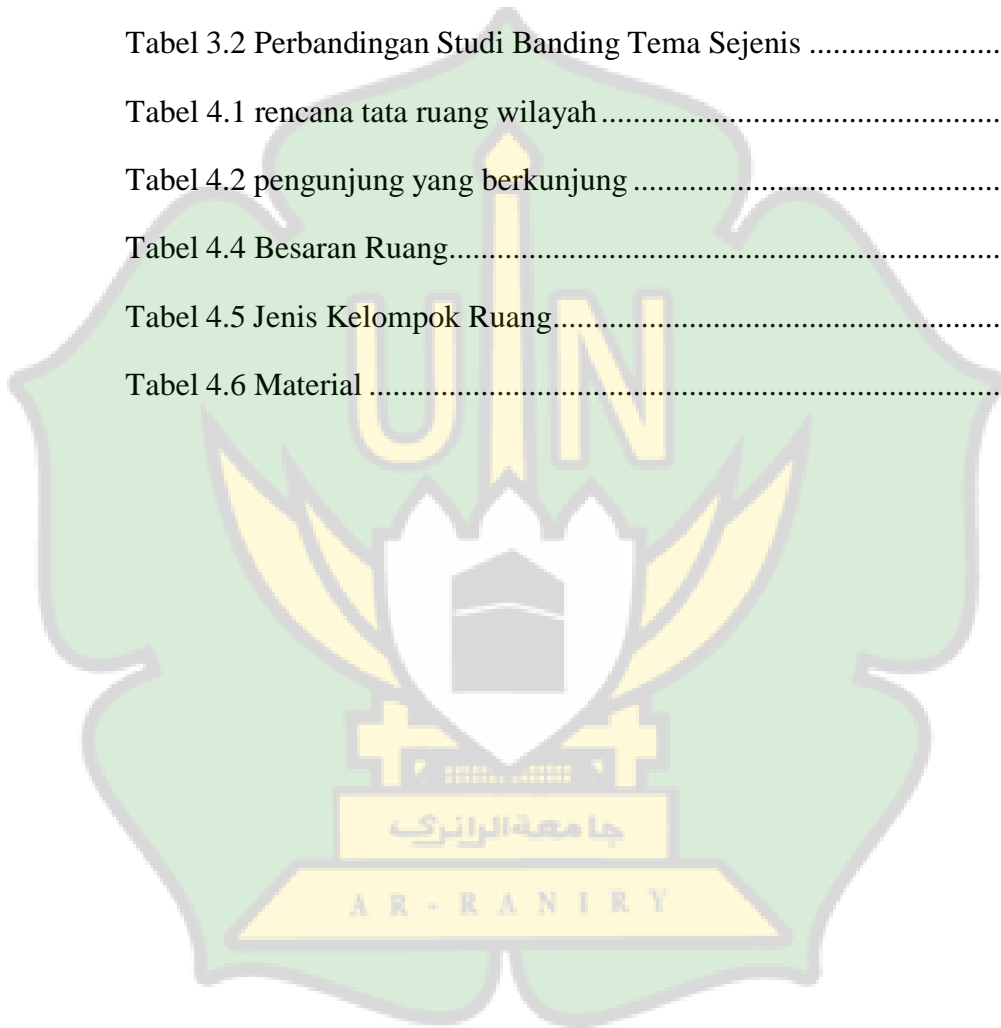 Tabel 3.2 Perbandingan Studi Banding Tema Sejenis .......................
Tabel 4.1 rencana tata ruang wilayah ................................................
Tabel 4.2 pengunjung yang berkunjung ............................................
Tabel 4.4 Besaran Ruang..................................................................
Tabel 4.5 Jenis Kelompok Ruang.....................................................
Tabel 4.6 Material ............................................................................
UIN
جامعةالرانري
AR-RANIRY